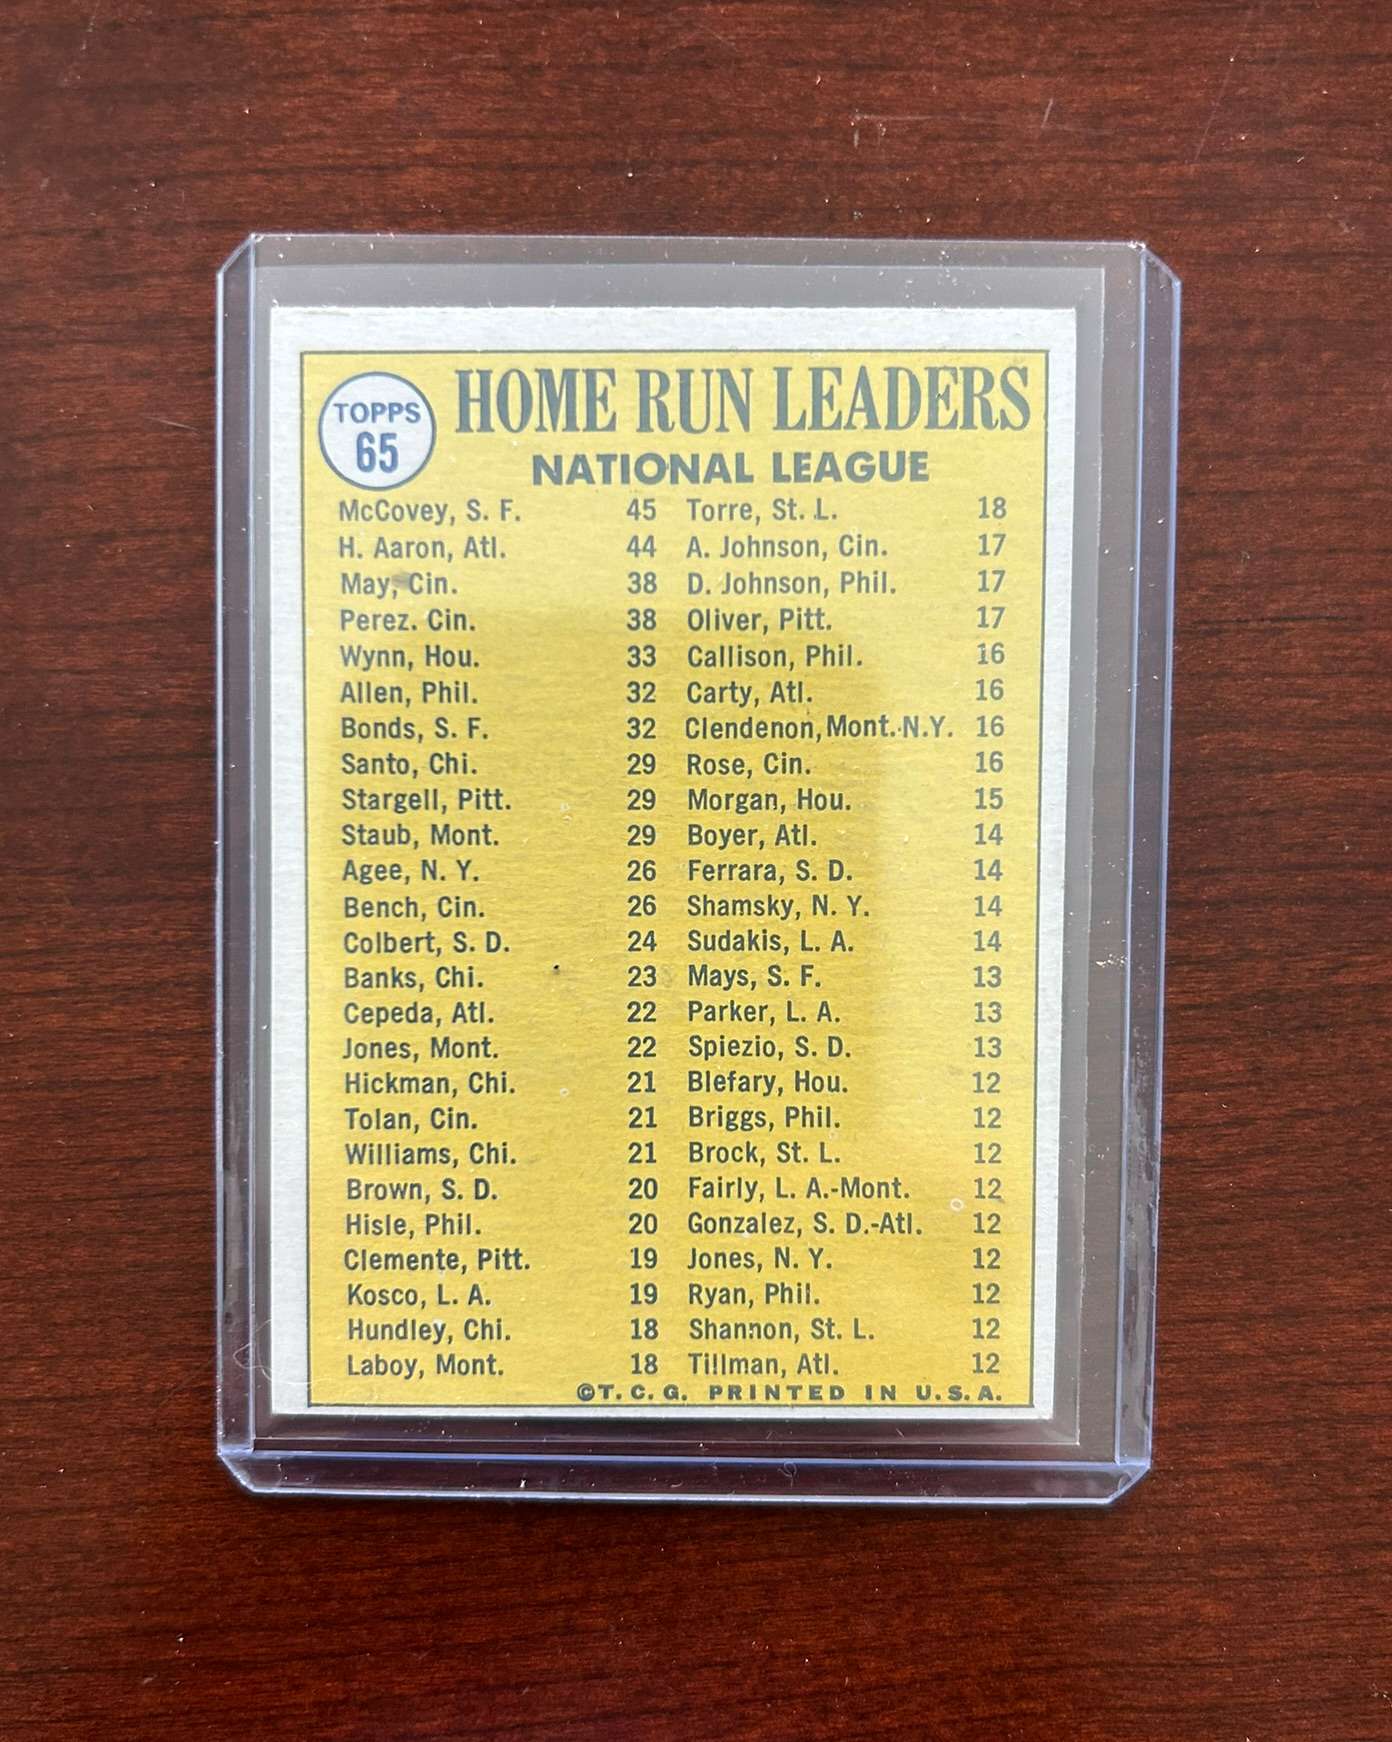 TOPPS
65
HOME RUN LEADERS
NATIONAL LEAGUE
McCovey, S. F. 45
H. Aaron, Atl. 44
May, Cin. 38
Perez. Cin. 38
Wynn, Hou. 33
Allen, Phil. 32
Bonds, S. F. 32
Santo, Chi. 29
Stargell, Pitt. 29
Staub, Mont. 29
Agee, N. Y. 26
Bench, Cin. 26
Colbert, S. D. 24
Banks, Chi. 23
Cepeda, Atl. 22
Jones, Mont. 22
Hickman, Chi. 21
Tolan, Cin. 21
Williams, Chi. 21
Brown, S. D. 20
Hisle, Phil. 20
Clemente, Pitt. 19
Kosco, L. A. 19
Hundley, Chi. 18
Laboy, Mont. 18
Torre, St. L. 18
A. Johnson, Cin. 17
D. Johnson, Phil. 17
Oliver, Pitt. 17
Callison, Phil. 16
Carty, Atl. 16
Clendenon, Mont.-N.Y. 16
Rose, Cin. 16
Morgan, Hou. 15
Boyer, Atl. 14
Ferrara, S. D. 14
Shamsky, N. Y. 14
Sudakis, L. A. 14
Mays, S. F. 13
Parker, L. A. 13
Spiezio, S. D. 13
Blefary, Hou. 12
Briggs, Phil. 12
Brock, St. L. 12
Fairly, L. A.-Mont. 12
Gonzalez, S. D.-Atl. 12
Jones, N. Y. 12
Ryan, Phil. 12
Shannon, St. L. 12
Tillman, Atl. 12
©T. C. G. PRINTED IN U. S. A.